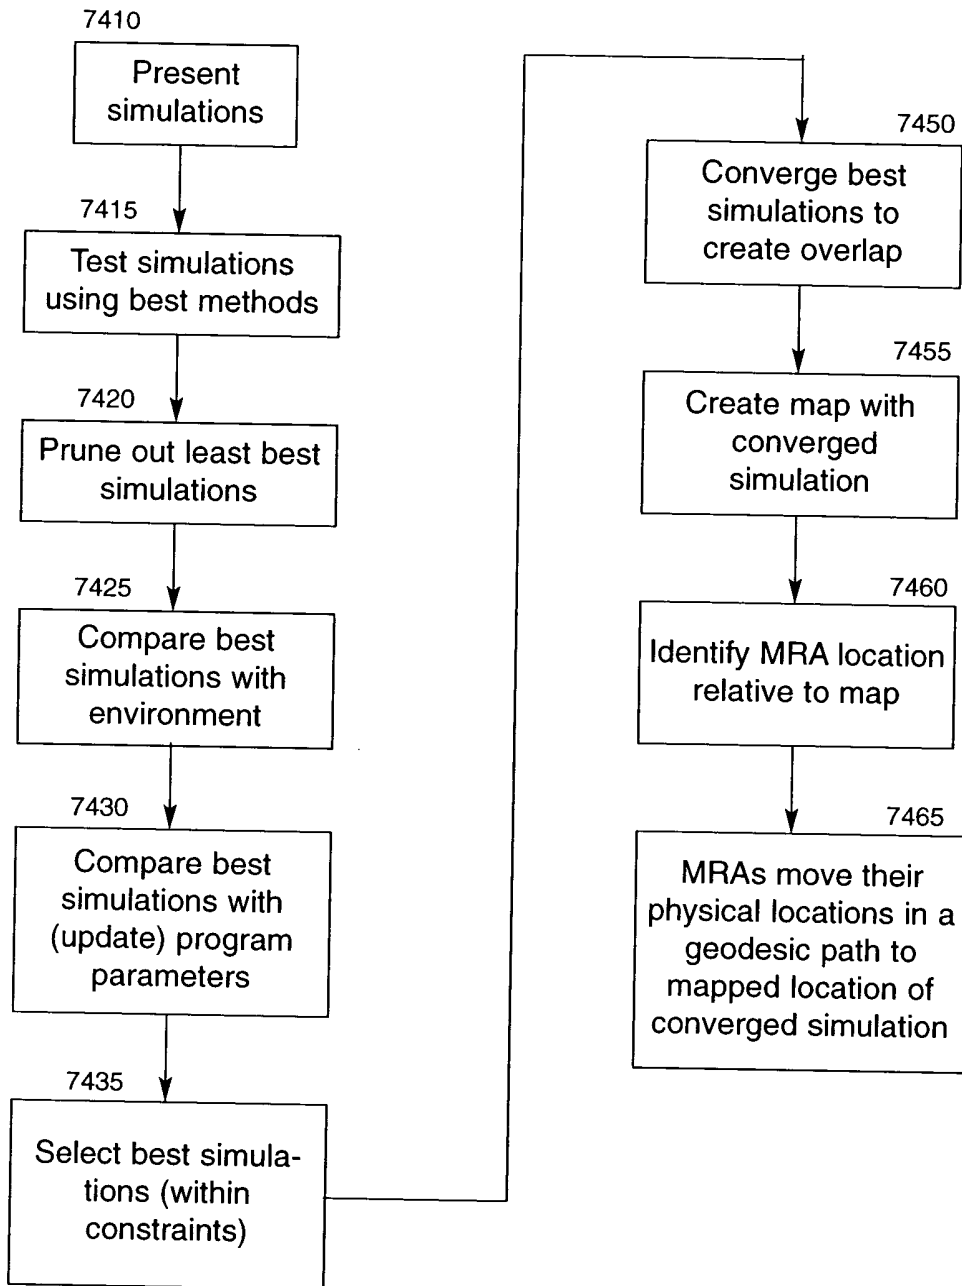 7410
Present
simulations
7415
Test simulations
using best methods
7420
Prune out least best
simulations
7425
Compare best
simulations with
environment
7430
Compare best
simulations with
(update) program
parameters
7435
Select best simula-
tions (within
constraints)
7450
Converge best
simulations to
create overlap
7455
Create map with
converged
simulation
7460
Identify MRA location
relative to map
7465
MRAs move their
physical locations in a
geodesic path to
mapped location of
converged simulation